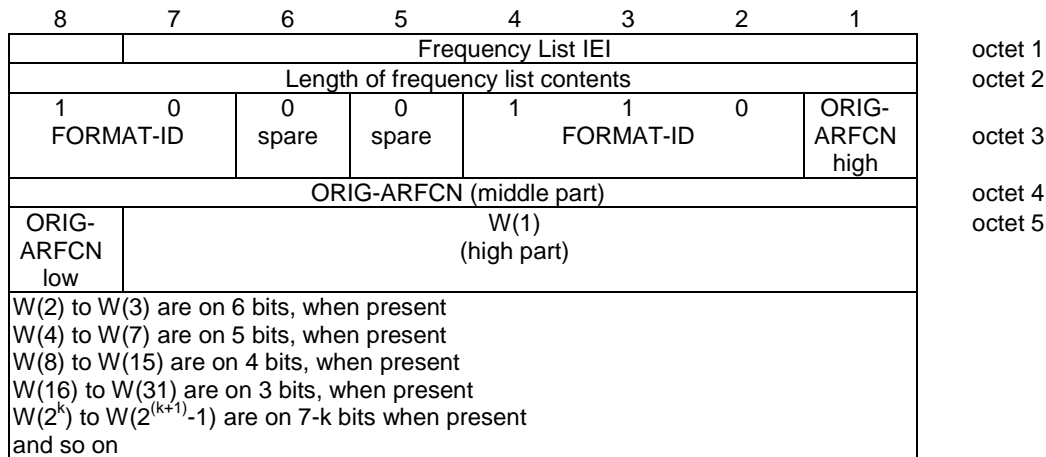 8 7 6 5 4 3 2 1
Frequency List IEI octet 1
Length of frequency list contents octet 2
1 0 0 0 1 1 0 ORIG-
FORMAT-ID spare spare FORMAT-ID ARFCN octet 3
high
ORIG-ARFCN (middle part) octet 4
ORIG- W(1) octet 5
ARFCN (high part)
low
W(2) to W(3) are on 6 bits, when present
W(4) to W(7) are on 5 bits, when present
W(8) to W(15) are on 4 bits, when present
W(16) to W(31) are on 3 bits, when present
W(2^k) to W(2^(k+1)-1) are on 7-k bits when present
and so on